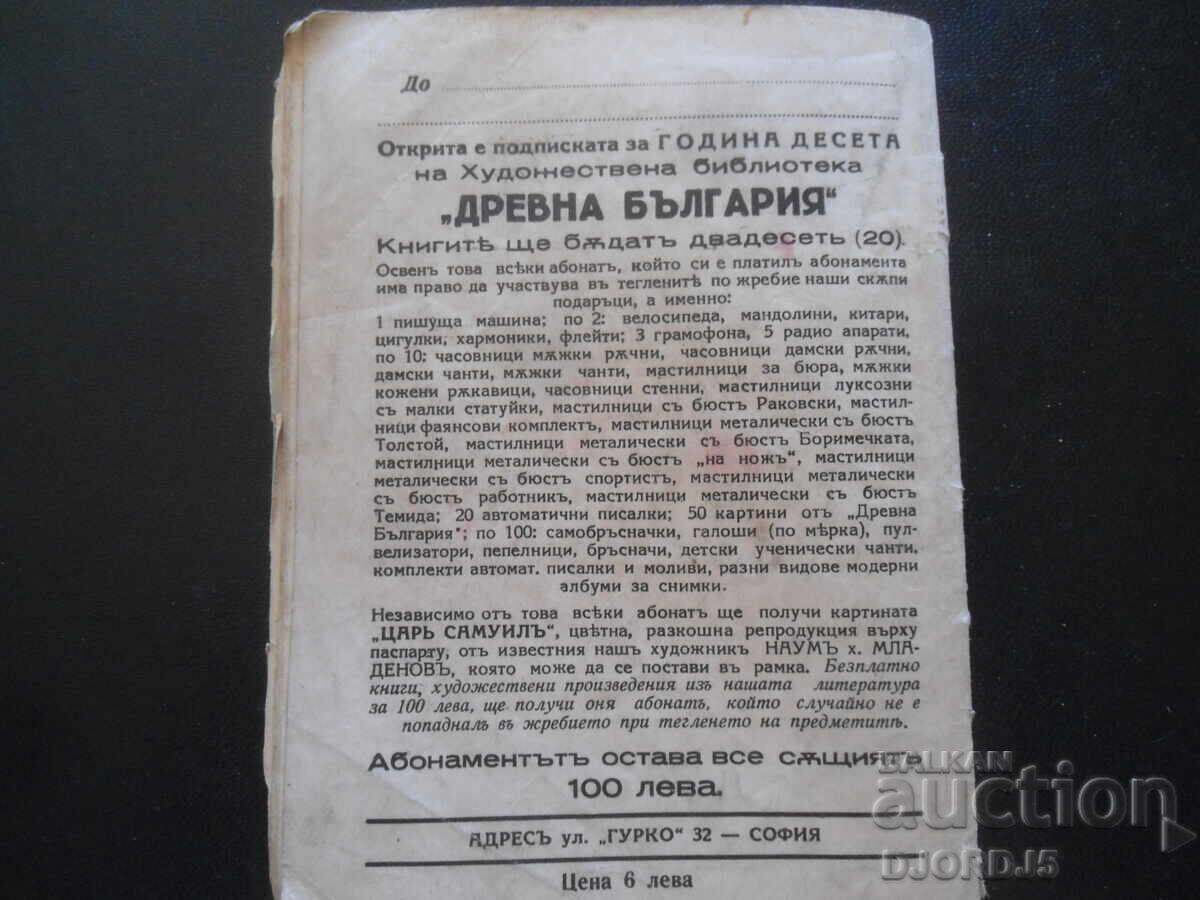 До
Открита е подписката за ГОДИНА ДЕСЕТА
на Художествена библиотека
„ДРЕВНА БЪЛГАРИЯ“
Книгитѣ ще бѫдатъ двадесеть (20).
Освенъ това всѣки абонатъ, който си е платилъ абонамента
има право да участвува въ тегленитѣ по жребие наши скѫпи
подаръци, а именно:
1 пишуща машина; по 2: велосипеда, мандолини, китари,
цигулки, хармоники, флейти; 3 грамофона, 5 радио апарати,
по 10: часовници мѫжки рѫчни, часовници дамски рѫчни,
дамски чанти, мѫжки чанти, мастилници за бюра, мѫжки
кожени рѫкавици, часовници стенни, мастилници луксозни
съ малки статуйки, мастилници съ бюстъ Раковски, мастил-
ници фаянсови комплектъ, мастилници металически съ бюстъ
Толстой, мастилници металически съ бюстъ Боримечката,
мастилници металически съ бюстъ „на ножъ“, мастилници
металически съ бюстъ спортистъ, мастилници металически
съ бюстъ работникъ, мастилници металически съ бюстъ
Темида; 20 автоматични писалки; 50 картини отъ „Древна
България“; по 100: самобръсначки, галоши (по мѣрка), пул-
велизатори, пепелници, бръсначи, детски ученически чанти,
комплекти автомат. писалки и моливи, разни видове модерни
албуми за снимки.
Независимо отъ това всѣки абонатъ ще получи картината
„ЦАРЬ САМУИЛЪ“, цвѣтна, разкошна репродукция върху
паспарту, отъ известния нашъ художникъ НАУМЪ х. МЛА-
ДЕНОВЪ, която може да се постави въ рамка. Безплатно
книги, художествени произведения изъ нашата литература
за 100 лева, ще получи оня абонатъ, който случайно не е
попадналъ въ жребието при тегленето на предметитѣ.
Абонаментътъ остава все сѫщиятъ
100 лева.
АДРЕСЪ ул. „ГУРКО“ 32 — СОФИЯ
Цена 6 лева
BALKAN
auction
DJORDJ5